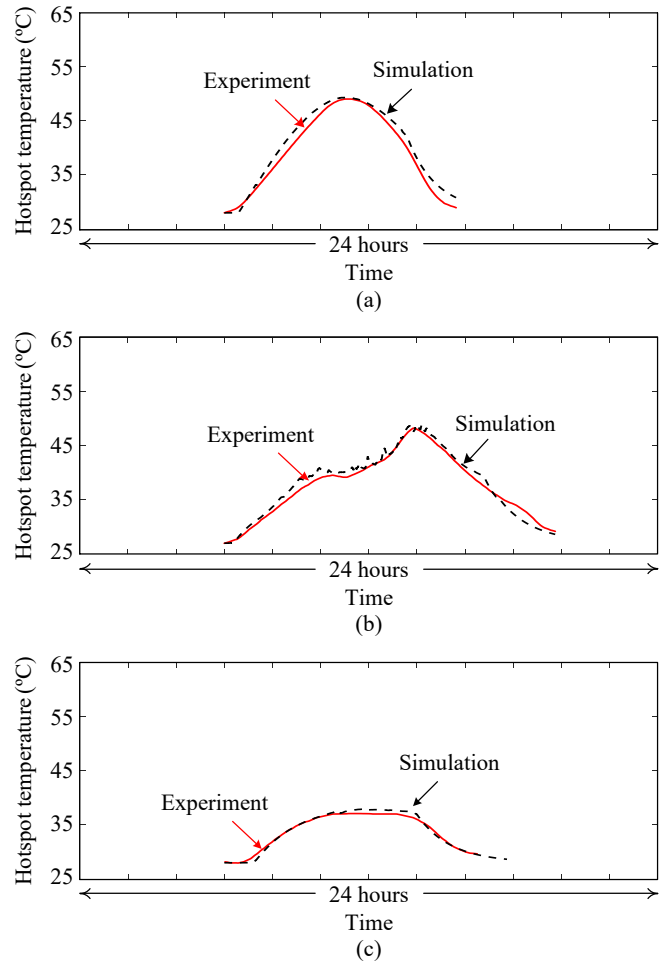 Hotspot temperature (ºC)
65
55
45
35
25
Experiment
Simulation
24 hours
Time
(a)
Hotspot temperature (ºC)
65
55
45
35
25
Experiment
Simulation
24 hours
Time
(b)
Hotspot temperature (ºC)
65
55
45
35
25
Experiment
Simulation
24 hours
Time
(c)